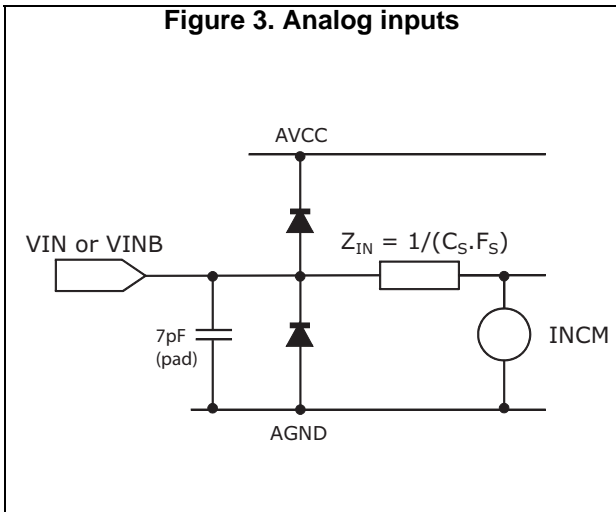 Figure 3. Analog inputs
AVCC
VIN or VINB
Z_IN = 1/(C_S.F_S)
7pF
(pad)
INCM
AGND